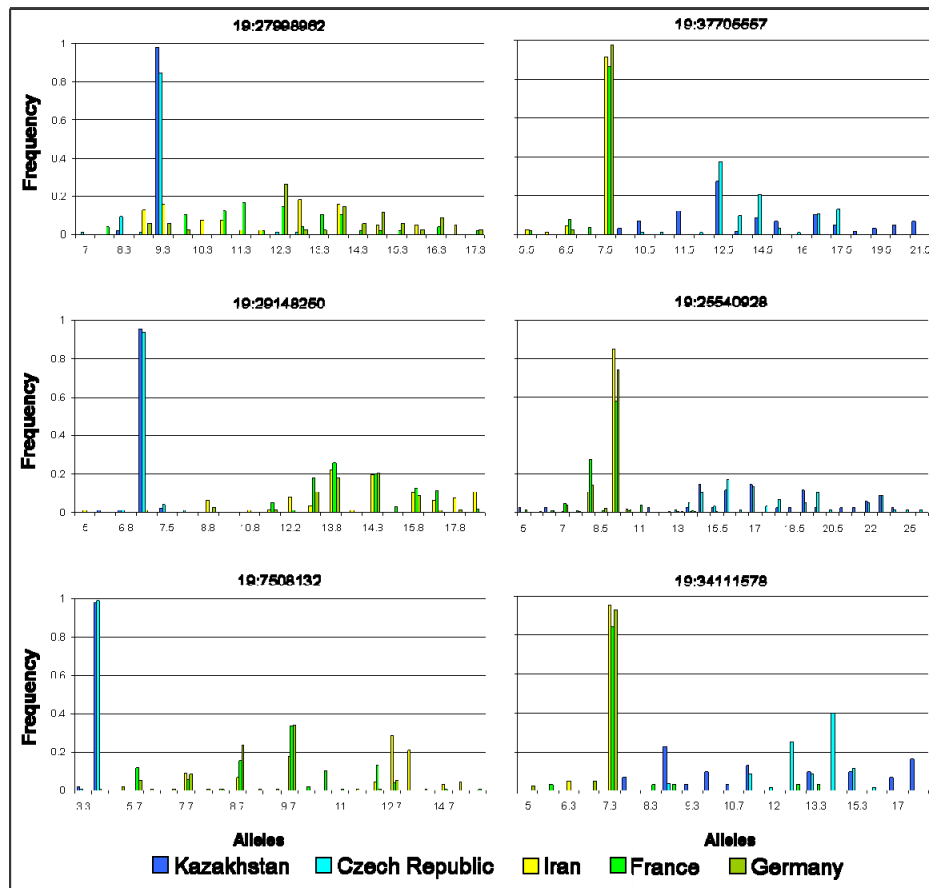 19:27998962
19:37705557
Frequency
1
0.8
0.6
0.4
0.2
0
7 8.3 9.3 10.3 11.3 12.3 13.3 14.3 15.3 16.3 17.3
5.5 6.5 7.5 10.5 11.5 12.5 14.5 16 17.5 19.5 21.5
19:29148250
19:25540928
Frequency
1
0.8
0.6
0.4
0.2
0
5 6.8 7.5 8.8 10.8 12.2 13.8 14.3 15.8 17.8
5 7 8.5 11 13 15.5 17 18.5 20.5 22 25
19:7508132
19:34111578
Frequency
1
0.8
0.6
0.4
0.2
0
3.3 5.7 7.7 8.7 9.7 11 12.7 14.7
5 6.3 7.3 8.3 9.3 10.7 12 13.3 15.3 17
Alleles
Alleles
Kazakhstan Czech Republic Iran France Germany